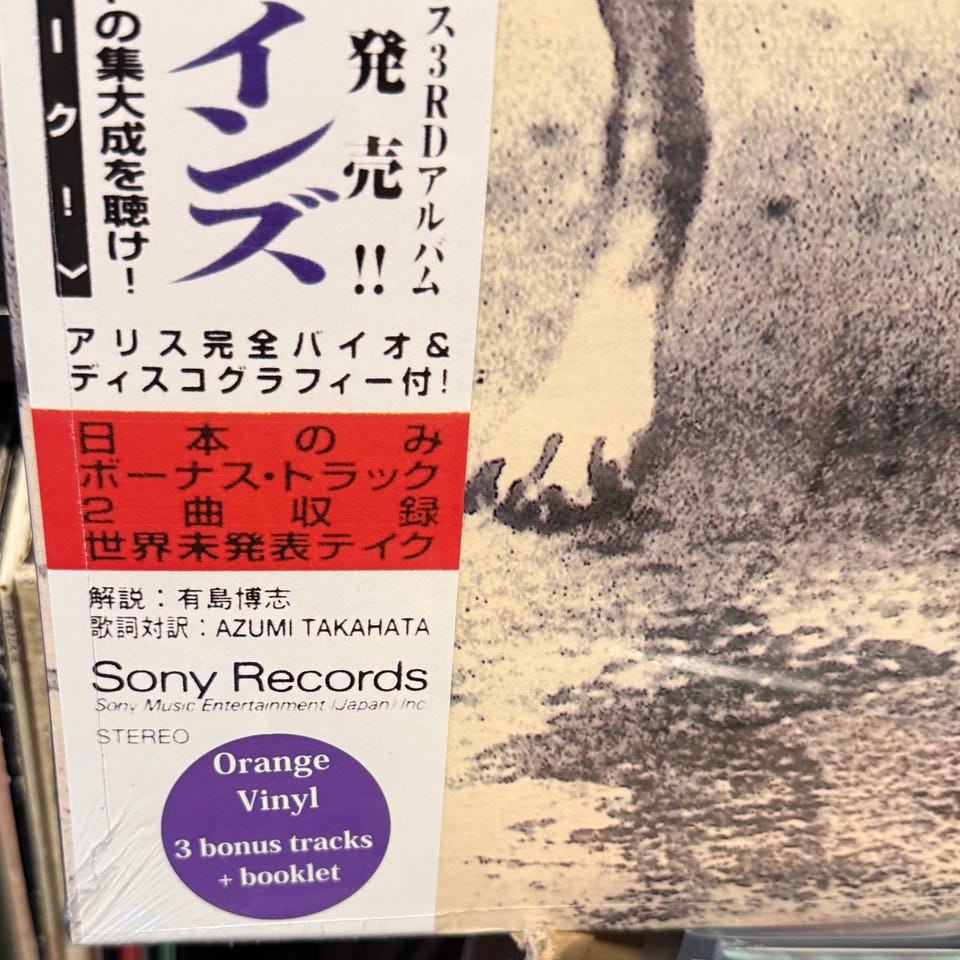 ス3RDアルバム
発売!!
インズ
の集大成を聴け!
ーク!
アリス完全バイオ&
ディスコグラフィー付!
日本のみ
ボーナス・トラック
2曲収録
世界未発表テイク
解説:有島博志
歌詞対訳:AZUMI TAKAHATA
Sony Records
Sony Music Entertainment (Japan) Inc.
STEREO
Orange
Vinyl
3 bonus tracks
+ booklet